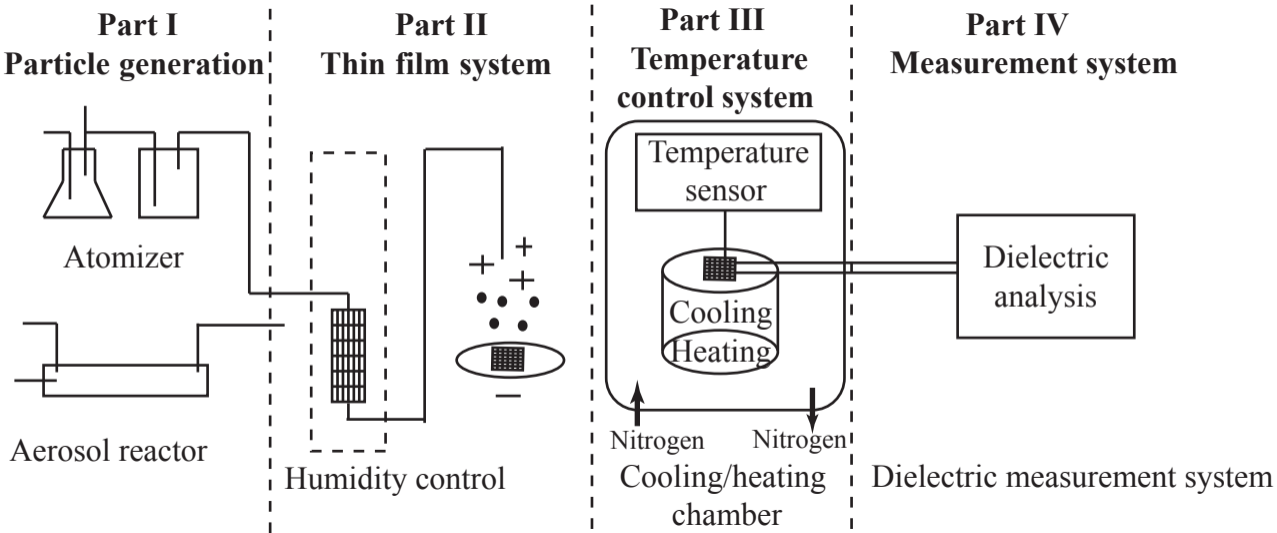 Part I
Particle generation
Atomizer
Aerosol reactor
Part II
Thin film system
+
+
+
−
Humidity control
Part III
Temperature
control system
Temperature
sensor
Cooling
Heating
Nitrogen
Nitrogen
Cooling/heating
chamber
Part IV
Measurement system
Dielectric
analysis
Dielectric measurement system